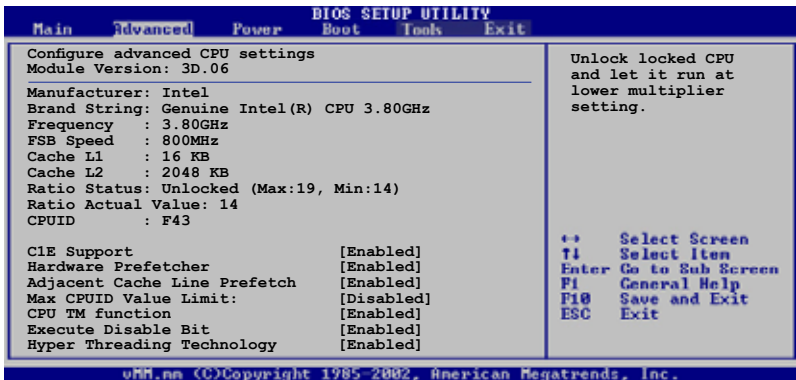 BIOS SETUP UTILITY
Main Advanced Power Boot Tools Exit
Configure advanced CPU settings
Module Version: 3D.06
Manufacturer: Intel
Brand String: Genuine Intel(R) CPU 3.80GHz
Frequency : 3.80GHz
FSB Speed : 800MHz
Cache L1 : 16 KB
Cache L2 : 2048 KB
Ratio Status: Unlocked (Max:19, Min:14)
Ratio Actual Value: 14
CPUID : F43
C1E Support [Enabled]
Hardware Prefetcher [Enabled]
Adjacent Cache Line Prefetch [Enabled]
Max CPUID Value Limit: [Disabled]
CPU TM function [Enabled]
Execute Disable Bit [Enabled]
Hyper Threading Technology [Enabled]
Unlock locked CPU
and let it run at
lower multiplier
setting.
←→ Select Screen
↑↓ Select Item
Enter Go to Sub Screen
F1 General Help
F10 Save and Exit
ESC Exit
vMM.mm (C)Copyright 1985-2002, American Megatrends, Inc.